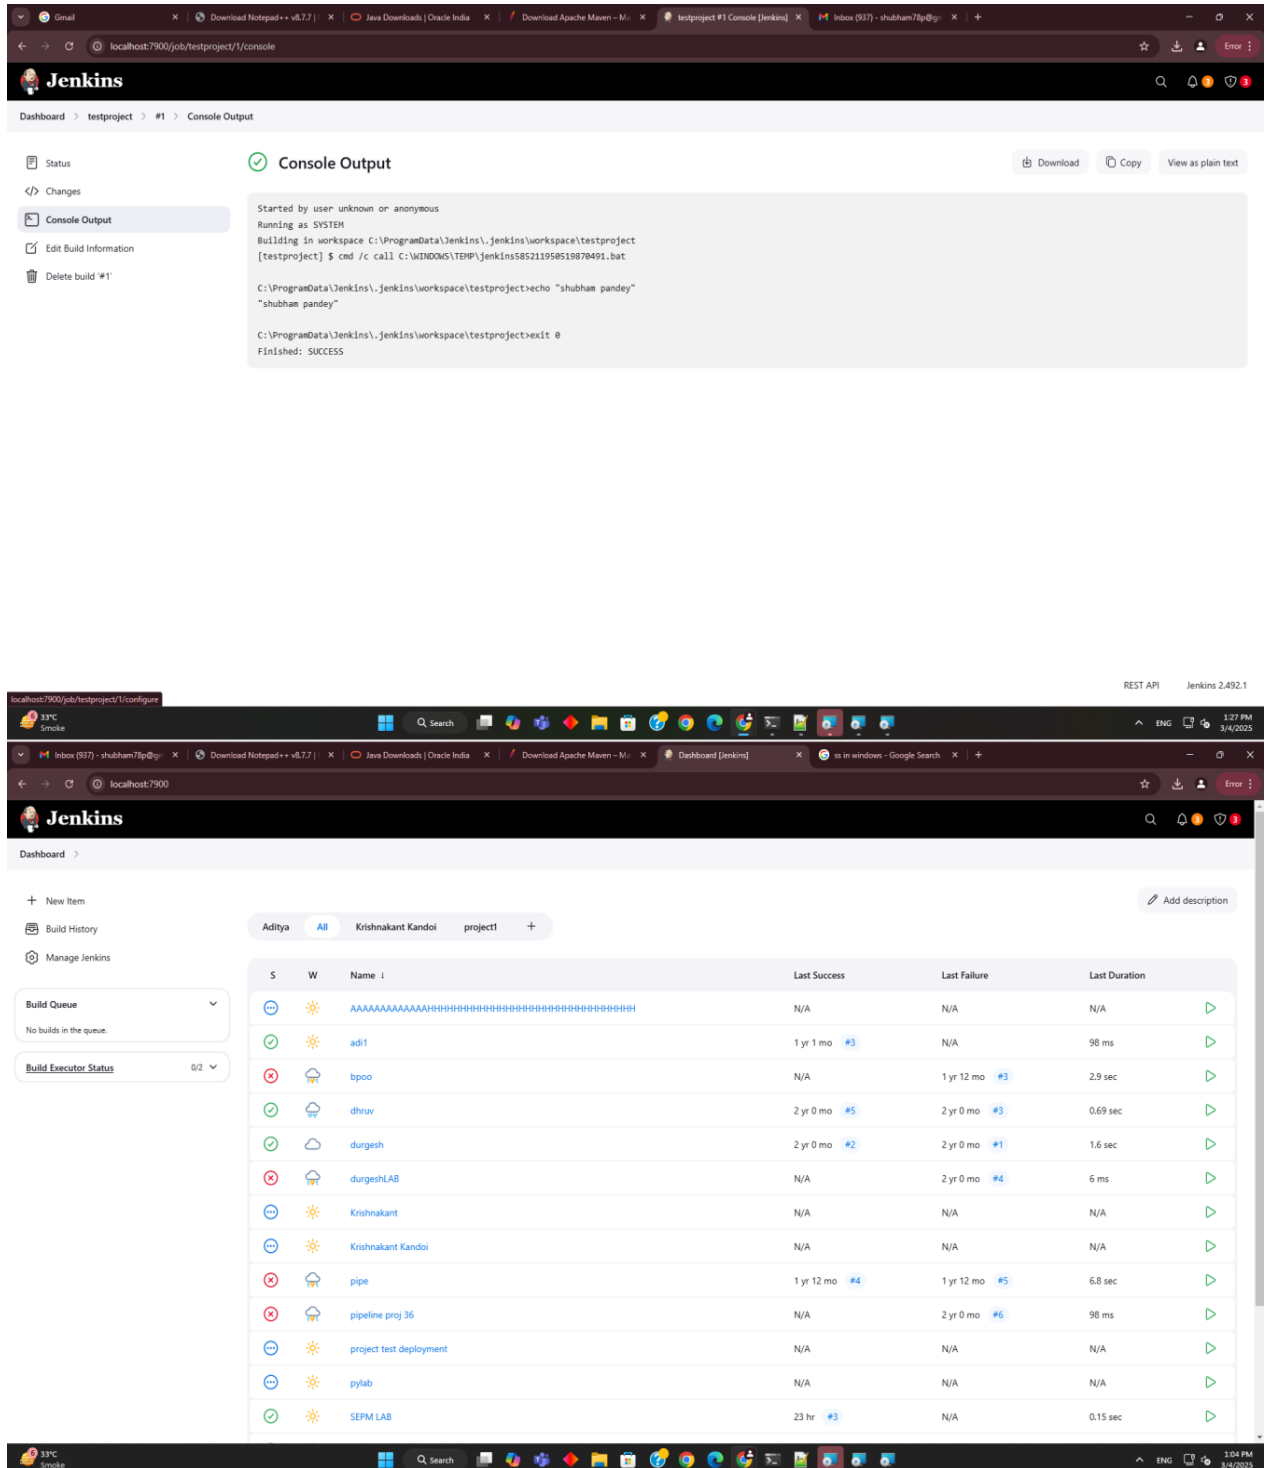 Gmail
Download Notepad++ v8.7.7 |
Java Downloads | Oracle India
Download Apache Maven – Ma
testproject #1 Console [Jenkins]
Inbox (937) - shubham78p@gm
localhost:7900/job/testproject/1/console
Error
Jenkins
3
3
Dashboard > testproject > #1 > Console Output
Status
Changes
Console Output
Edit Build Information
Delete build '#1'
Console Output
Download
Copy
View as plain text
Started by user unknown or anonymous
Running as SYSTEM
Building in workspace C:\ProgramData\Jenkins\.jenkins\workspace\testproject
[testproject] $ cmd /c call C:\WINDOWS\TEMP\jenkins585211950519870491.bat
C:\ProgramData\Jenkins\.jenkins\workspace\testproject>echo "shubham pandey"
"shubham pandey"
C:\ProgramData\Jenkins\.jenkins\workspace\testproject>exit 0
Finished: SUCCESS
REST API
Jenkins 2.492.1
localhost:7900/job/testproject/1/configure
6
33°C
Smoke
Search
ENG
1:27 PM
3/4/2025
Inbox (937) - shubham78p@gm
Download Notepad++ v8.7.7 |
Java Downloads | Oracle India
Download Apache Maven – Ma
Dashboard [Jenkins]
ss in windows - Google Search
localhost:7900
Error
Jenkins
3
3
Dashboard >
New Item
Build History
Manage Jenkins
Add description
Aditya All Krishnakant Kandoi project1 +
Build Queue
No builds in the queue.
Build Executor Status 0/2
S W Name ↓ Last Success Last Failure Last Duration
N/A N/A N/A
adi1 1 yr 1 mo #3 N/A 98 ms
bpoo N/A 1 yr 12 mo #3 2.9 sec
dhruv 2 yr 0 mo #5 2 yr 0 mo #3 0.69 sec
durgesh 2 yr 0 mo #2 2 yr 0 mo #1 1.6 sec
durgeshLAB N/A 2 yr 0 mo #4 6 ms
Krishnakant N/A N/A N/A
Krishnakant Kandoi N/A N/A N/A
pipe 1 yr 12 mo #4 1 yr 12 mo #5 6.8 sec
pipeline proj 36 N/A 2 yr 0 mo #6 98 ms
project test deployment N/A N/A N/A
pylab N/A N/A N/A
SEPM LAB 23 hr #3 N/A 0.15 sec
6
33°C
Smoke
Search
ENG
1:04 PM
3/4/2025